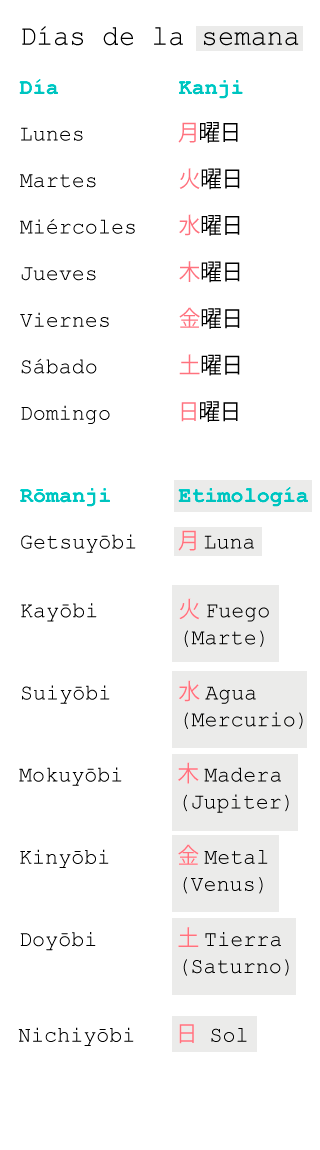 Días de la semana
Día Kanji
Lunes 月曜日
Martes 火曜日
Miércoles 水曜日
Jueves 木曜日
Viernes 金曜日
Sábado 土曜日
Domingo 日曜日
Rōmanji Etimología
Getsuyōbi 月 Luna
Kayōbi 火 Fuego
(Marte)
Suiyōbi 水 Agua
(Mercurio)
Mokuyōbi 木 Madera
(Jupiter)
Kinyōbi 金 Metal
(Venus)
Doyōbi 土 Tierra
(Saturno)
Nichiyōbi 日 Sol